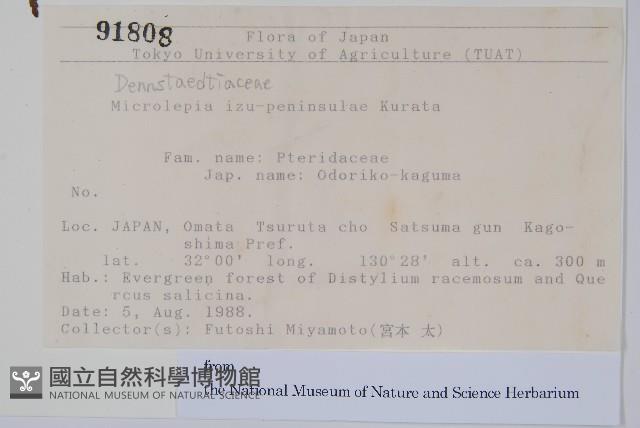 91808
Flora of Japan
Tokyo University of Agriculture (TUAT)
Dennstaedtiaceae
Microlepia izu-peninsulae Kurata
Fam. name: Pteridaceae
Jap. name: Odoriko-kaguma
No.
Loc. JAPAN, Omata Tsuruta cho Satsuma gun Kago-
shima Pref.
lat. 32°00' long. 130°28' alt. ca. 300 m
Hab.: Evergreen forest of Distylium racemosum and Que
rcus salicina.
Date: 5, Aug. 1988.
Collector(s): Futoshi Miyamoto(宮本 太)
from
the National Museum of Nature and Science Herbarium
國立自然科學博物館
NATIONAL MUSEUM OF NATURAL SCIENCE